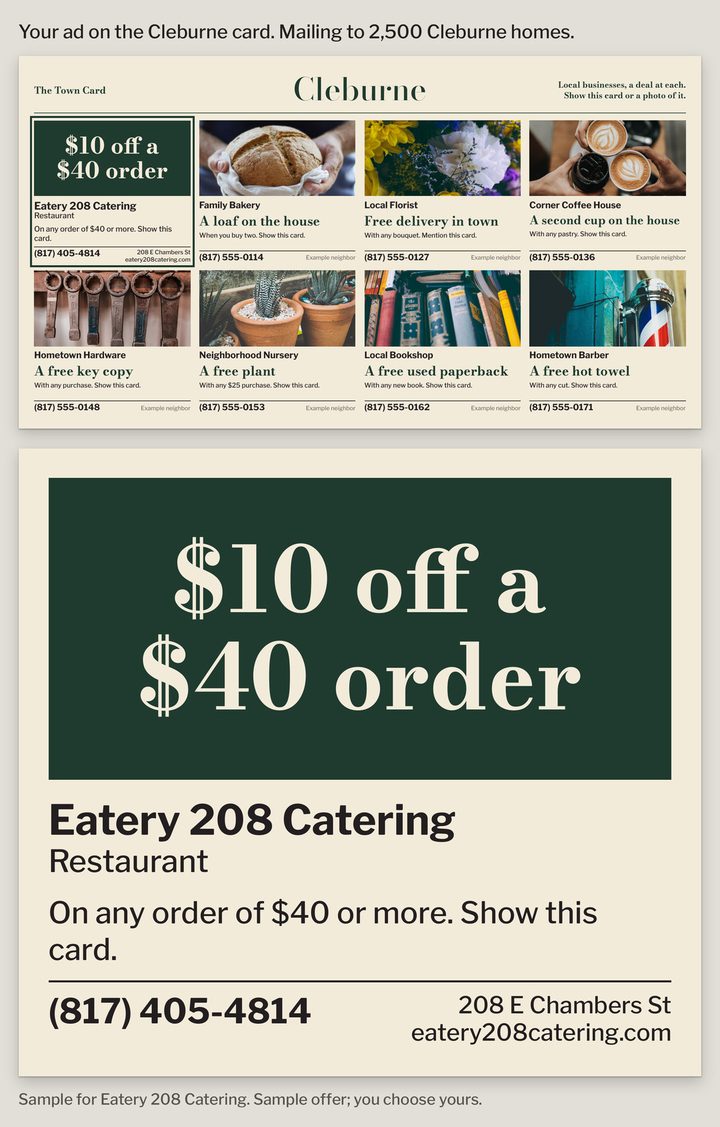 Your ad on the Cleburne card. Mailing to 2,500 Cleburne homes.
The Town Card
Cleburne
Local businesses, a deal at each.
Show this card or a photo of it.
$10 off a
$40 order
Eatery 208 Catering
Restaurant
On any order of $40 or more. Show this
card.
(817) 405-4814
208 E Chambers St
eatery208catering.com
Family Bakery
A loaf on the house
When you buy two. Show this card.
(817) 555-0114
Example neighbor
Local Florist
Free delivery in town
With any bouquet. Mention this card.
(817) 555-0127
Example neighbor
Corner Coffee House
A second cup on the house
With any pastry. Show this card.
(817) 555-0136
Example neighbor
Hometown Hardware
A free key copy
With any purchase. Show this card.
(817) 555-0148
Example neighbor
Neighborhood Nursery
A free plant
With any $25 purchase. Show this card.
(817) 555-0153
Example neighbor
Local Bookshop
A free used paperback
With any new book. Show this card.
(817) 555-0162
Example neighbor
Hometown Barber
A free hot towel
With any cut. Show this card.
(817) 555-0171
Example neighbor
$10 off a
$40 order
Eatery 208 Catering
Restaurant
On any order of $40 or more. Show this
card.
(817) 405-4814
208 E Chambers St
eatery208catering.com
Sample for Eatery 208 Catering. Sample offer; you choose yours.